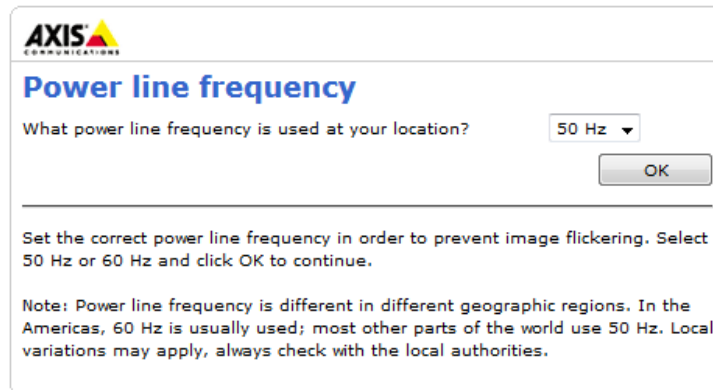 AXIS
COMMUNICATIONS
Power line frequency
What power line frequency is used at your location? 50 Hz
OK
Set the correct power line frequency in order to prevent image flickering. Select
50 Hz or 60 Hz and click OK to continue.
Note: Power line frequency is different in different geographic regions. In the
Americas, 60 Hz is usually used; most other parts of the world use 50 Hz. Local
variations may apply, always check with the local authorities.